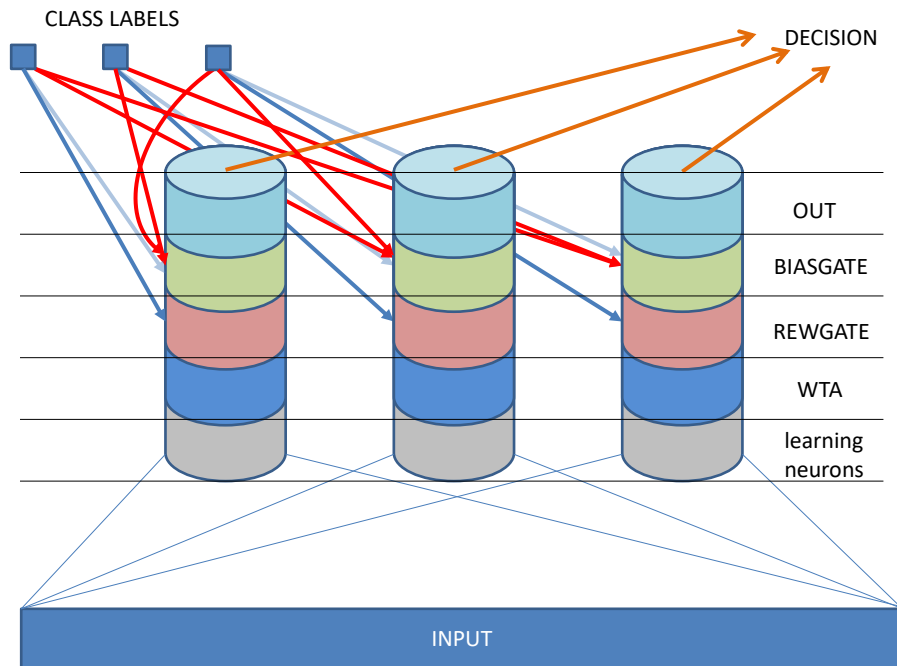 CLASS LABELS
DECISION
OUT
BIASGATE
REWGATE
WTA
learning
neurons
INPUT